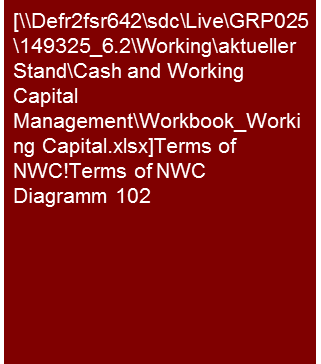 [\\Defr2fsr642\sdc\Live\GRP025
\149325_6.2\Working\aktueller
Stand\Cash and Working
Capital
Management\Workbook_Worki
ng Capital.xlsx]Terms of
NWC!Terms of NWC
Diagramm 102